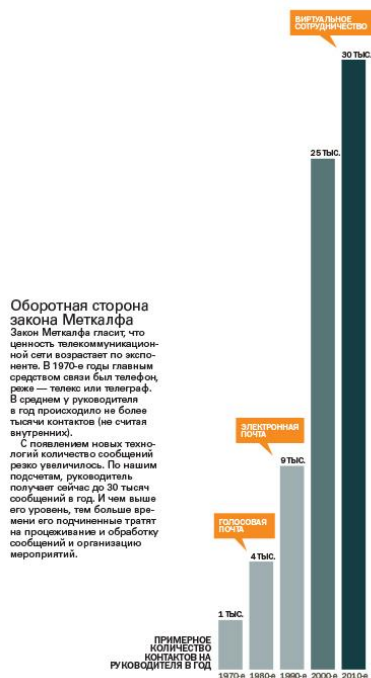 ВИРТУАЛЬНОЕ
СОТРУДНИЧЕСТВО
30 ТЫС.
25 ТЫС.
Оборотная сторона
закона Меткалфа
Закон Меткалфа гласит, что
ценность телекоммуникацион-
ной сети возрастает по экспо-
ненте. В 1970-е годы главным
средством связи был телефон,
реже — телекс или телеграф.
В среднем у руководителя
в год происходило не более
тысячи контактов (не считая
внутренних).
С появлением новых техно-
логий количество сообщений
резко увеличилось. По нашим
подсчетам, руководитель
получает сейчас до 30 тысяч
сообщений в год. И чем выше
его уровень, тем больше вре-
мени его подчиненные тратят
на процеживание и обработку
сообщений и организацию
мероприятий.
ЭЛЕКТРОННАЯ
ПОЧТА
9 ТЫС.
ГОЛОСОВАЯ
ПОЧТА
4 ТЫС.
1 ТЫС.
ПРИМЕРНОЕ
КОЛИЧЕСТВО
КОНТАКТОВ НА
РУКОВОДИТЕЛЯ В ГОД
1970-е 1980-е 1990-е 2000-е 2010-е